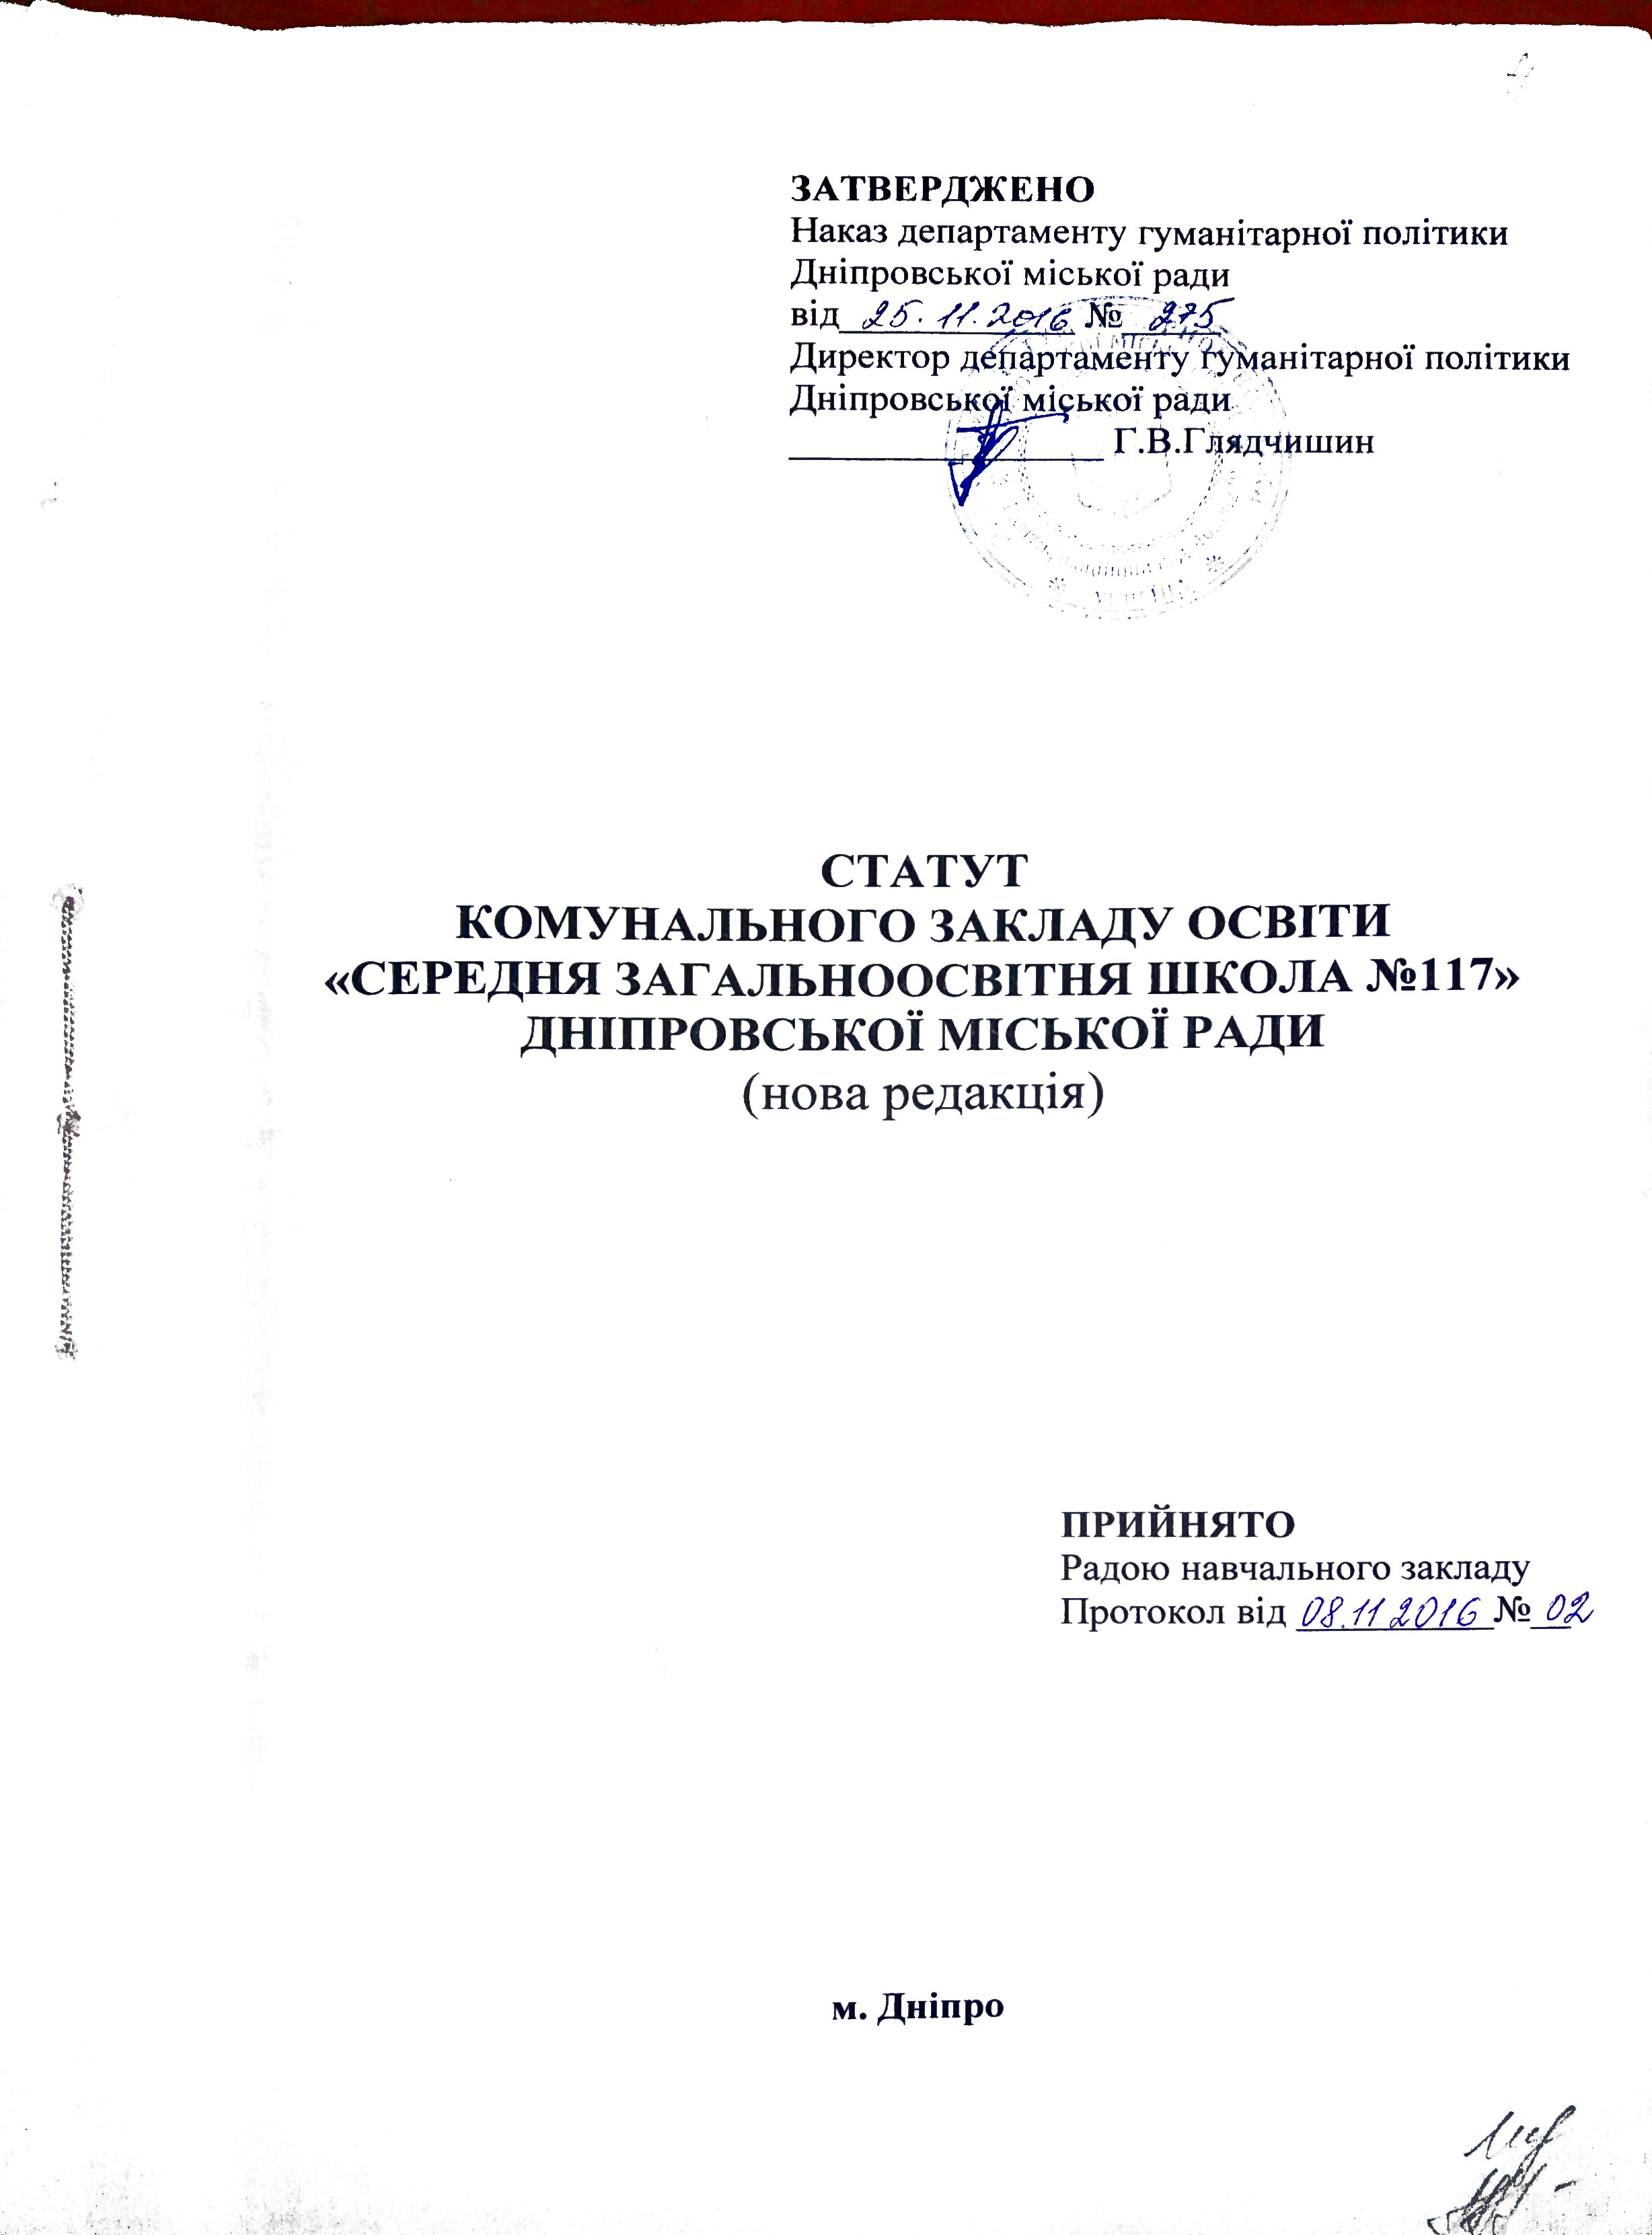 ЗАТВЕРДЖЕНО
Наказ департаменту гуманітарної політики
Дніпровської міської ради
від 25.11.2016 № 275
Директор департаменту гуманітарної політики
Дніпровської міської ради
Г.В.Глядчишин
СТАТУТ
КОМУНАЛЬНОГО ЗАКЛАДУ ОСВІТИ
«СЕРЕДНЯ ЗАГАЛЬНООСВІТНЯ ШКОЛА №117»
ДНІПРОВСЬКОЇ МІСЬКОЇ РАДИ
(нова редакція)
ПРИЙНЯТО
Радою навчального закладу
Протокол від 08.11 2016 № 02
м. Дніпро